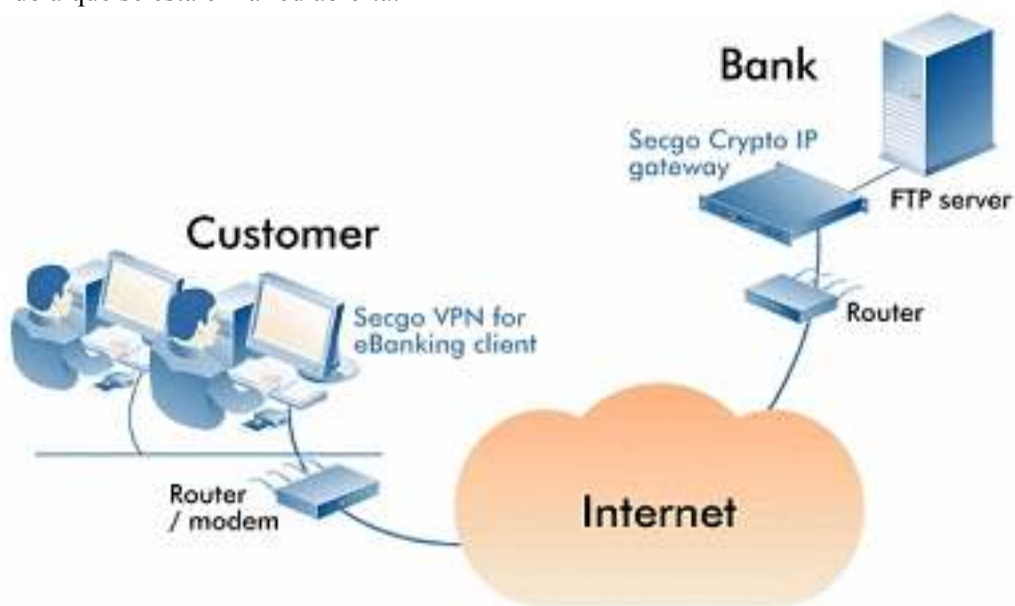 Bank
Secgo Crypto IP
gateway
FTP server
Customer
Secgo VPN for
eBanking client
Router
Router
/ modem
Internet